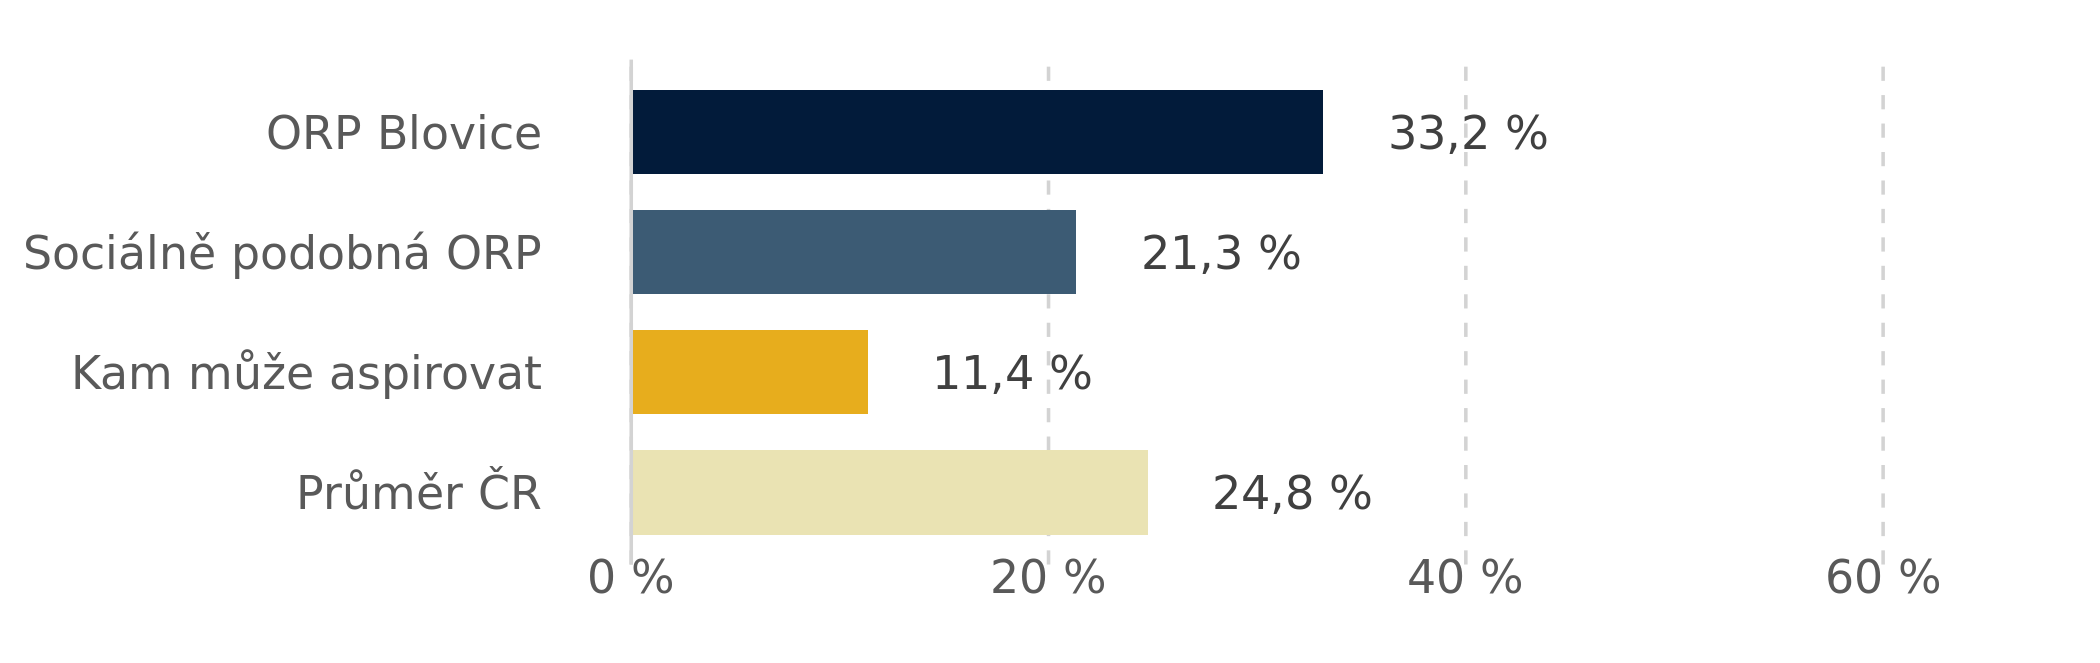 ORP Blovice 33,2 %
Sociálně podobná ORP 21,3 %
Kam může aspirovat 11,4 %
Průměr ČR 24,8 %
0 % 20 % 40 % 60 %